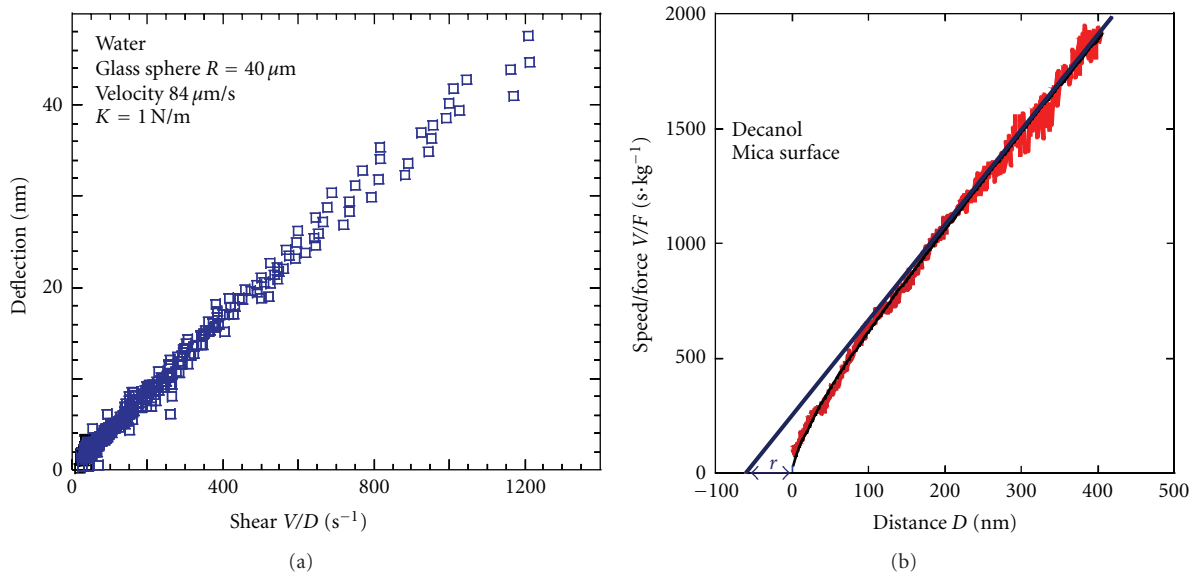 Water
Glass sphere R = 40 μm
Velocity 84 μm/s
K = 1 N/m
Deflection (nm)
40
20
0
0
400
800
1200
Shear V/D (s⁻¹)
(a)
2000
1500
1000
500
0
Decanol
Mica surface
Speed/force V/F (s·kg⁻¹)
r
−100
0
100
200
300
400
500
Distance D (nm)
(b)